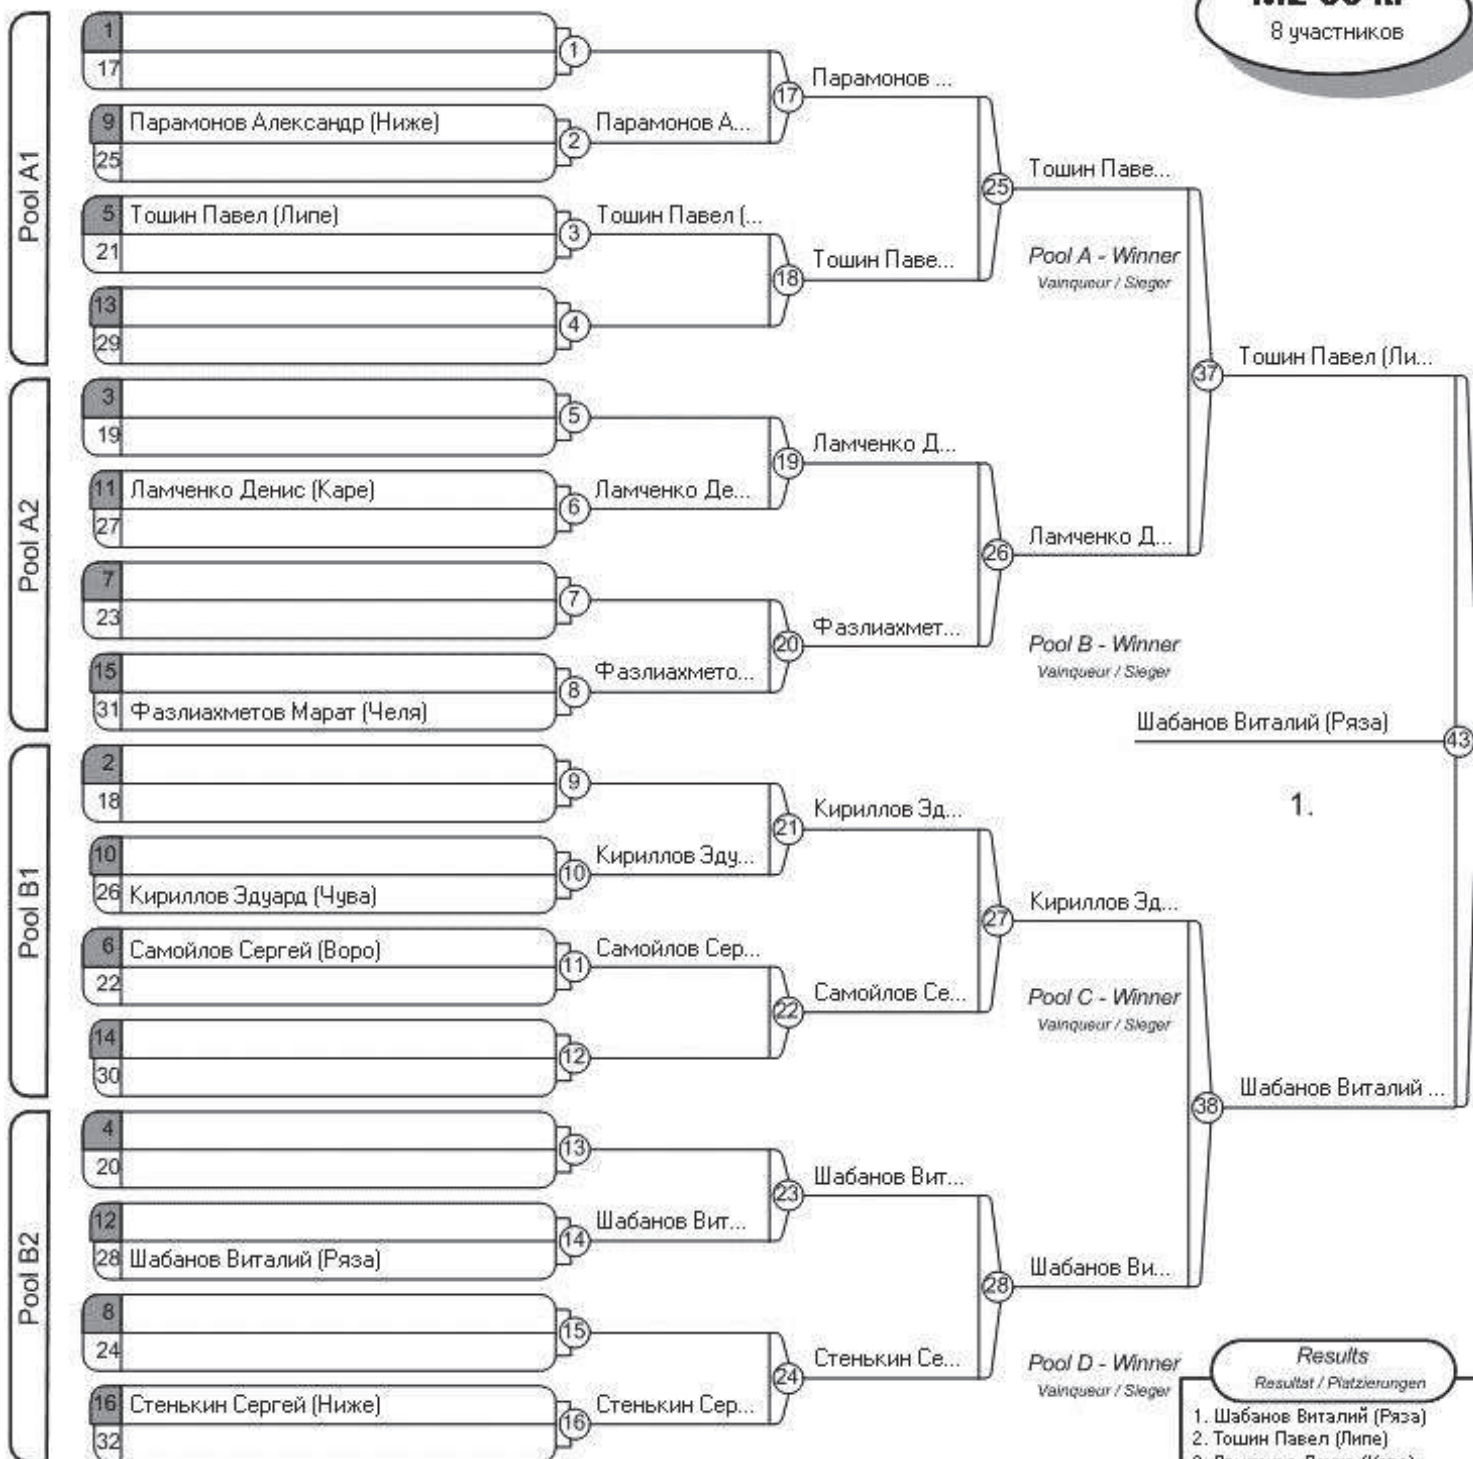 8 участников
Pool A1
1
17
1
9 Парамонов Александр (Ниже)
25
2
Парамонов А...
17
Парамонов ...
5 Тошин Павел (Липе)
21
3
Тошин Павел (...
18
Тошин Паве...
13
29
4
25
Тошин Паве...
Pool A - Winner
Vainqueur / Sieger
Pool A2
3
19
5
11 Ламченко Денис (Каре)
27
6
Ламченко Де...
19
Ламченко Д...
7
23
7
15
31 Фазлиахметов Марат (Челя)
8
Фазлиахмето...
20
Фазлиахмет...
26
Ламченко Д...
Pool B - Winner
Vainqueur / Sieger
37
Тошин Павел (Ли...
Шабанов Виталий (Ряза)
43
1.
Pool B1
2
18
9
10
26 Кириллов Эдуард (Чува)
10
Кириллов Эду...
21
Кириллов Эд...
6 Самойлов Сергей (Воро)
22
11
Самойлов Сер...
22
Самойлов Се...
14
30
12
27
Кириллов Эд...
Pool C - Winner
Vainqueur / Sieger
38
Шабанов Виталий ...
Pool B2
4
20
13
12
28 Шабанов Виталий (Ряза)
14
Шабанов Вит...
23
Шабанов Вит...
8
24
15
16 Стенькин Сергей (Ниже)
32
16
Стенькин Сер...
24
Стенькин Се...
28
Шабанов Ви...
Pool D - Winner
Vainqueur / Sieger
Results
Resultat / Platzierungen
1. Шабанов Виталий (Ряза)
2. Тошин Павел (Липе)